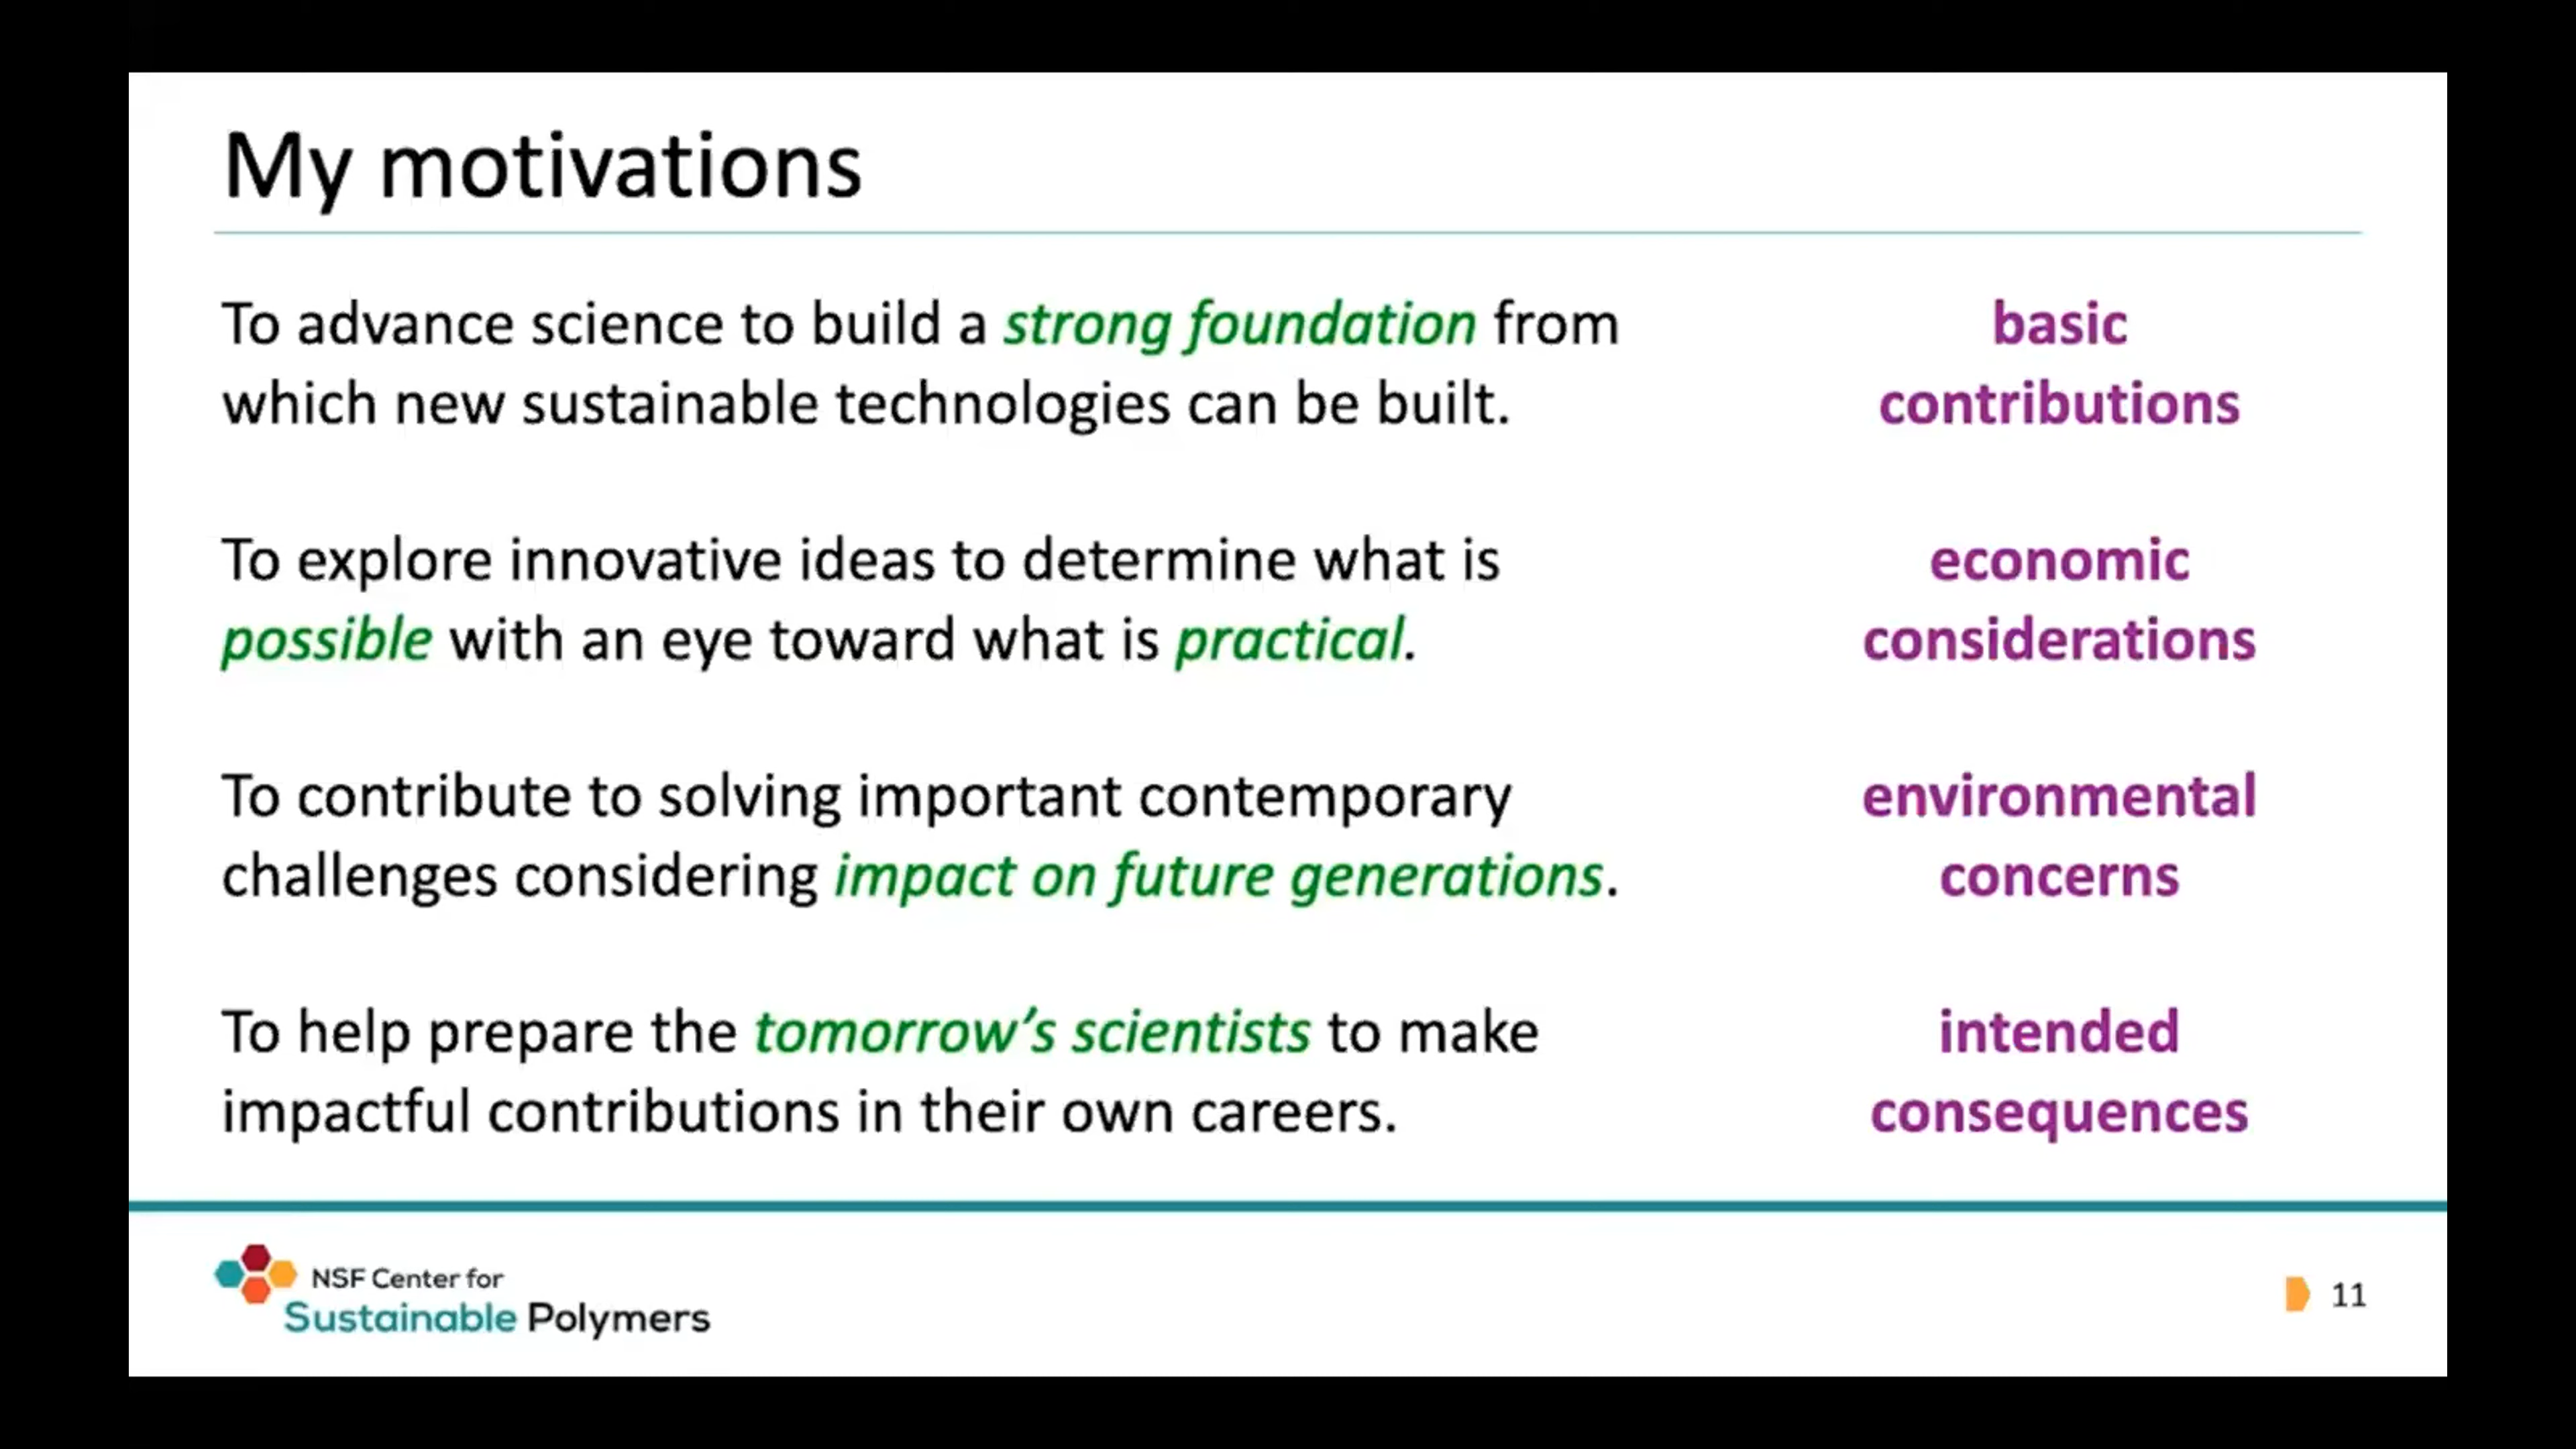 My motivations
To advance science to build a strong foundation from
which new sustainable technologies can be built.
basic
contributions
To explore innovative ideas to determine what is
possible with an eye toward what is practical.
economic
considerations
To contribute to solving important contemporary
challenges considering impact on future generations.
environmental
concerns
To help prepare the tomorrow's scientists to make
impactful contributions in their own careers.
intended
consequences
NSF Center for
Sustainable Polymers
11